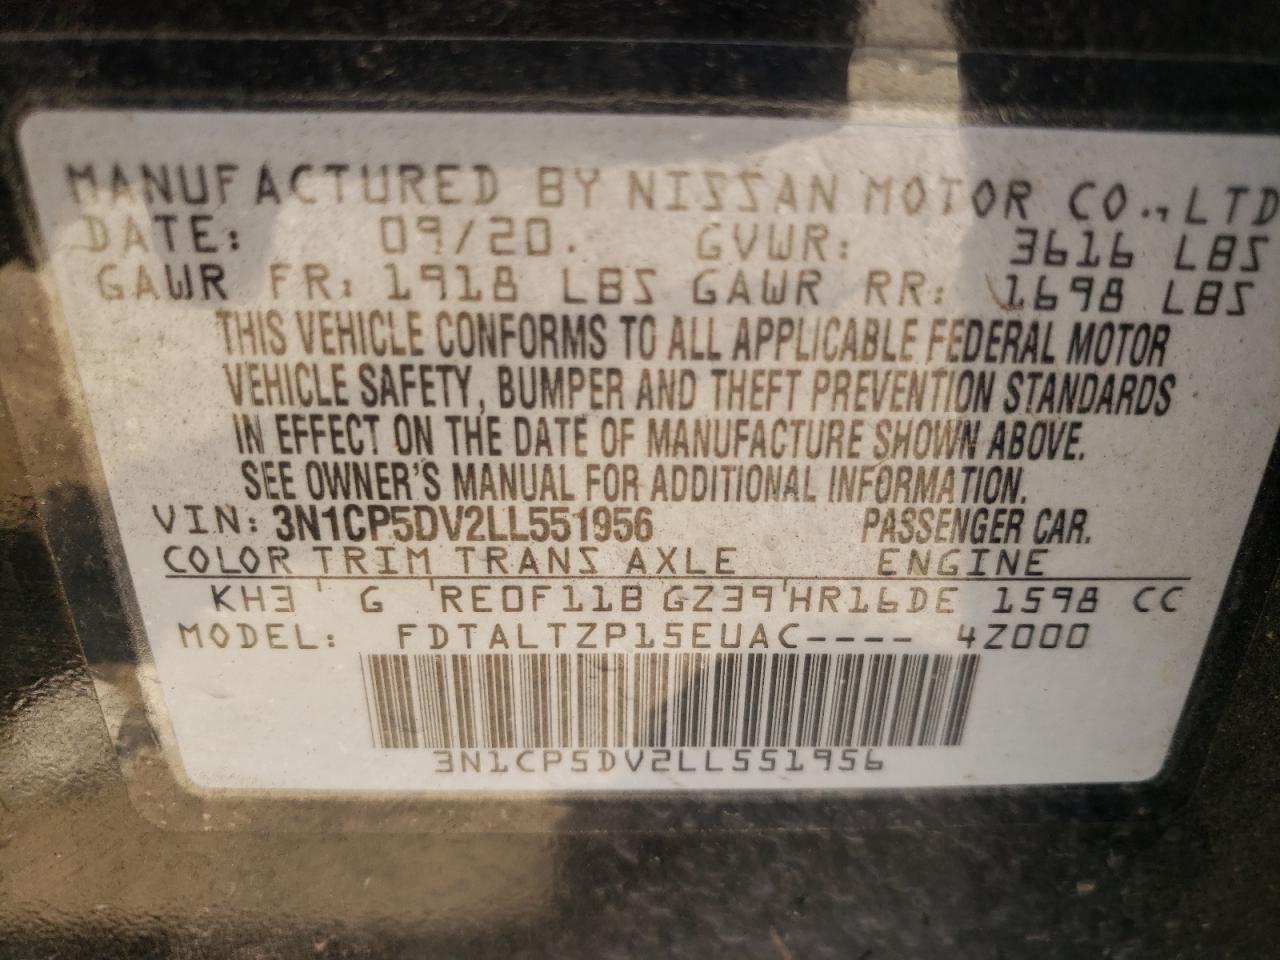 MANUFACTURED BY NISSAN MOTOR CO., LTD
DATE: 09/20. GVWR: 3616 LBS
GAWR FR: 1918 LBS GAWR RR: 1698 LBS
THIS VEHICLE CONFORMS TO ALL APPLICABLE FEDERAL MOTOR
VEHICLE SAFETY, BUMPER AND THEFT PREVENTION STANDARDS
IN EFFECT ON THE DATE OF MANUFACTURE SHOWN ABOVE.
SEE OWNER'S MANUAL FOR ADDITIONAL INFORMATION.
VIN: 3N1CP5DV2LL551956 PASSENGER CAR.
COLOR TRIM TRANS AXLE ENGINE
KH3 G RE0F11B GZ39 HR16DE 1598 CC
MODEL: FDTALTZP15EUAC---- 4Z000
3N1CP5DV2LL551956